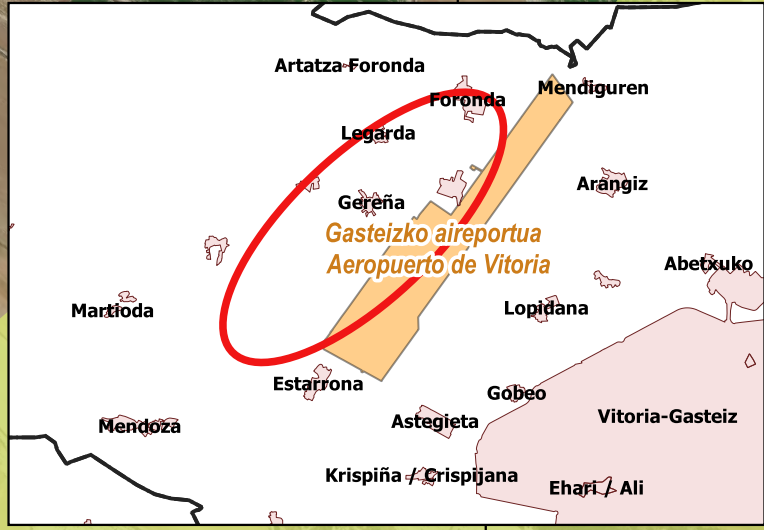 Artatza-Foronda
Mendiguren
Foronda
Legarda
Arangiz
Gereña
Gasteizko aireportua
Aeropuerto de Vitoria
Abetxuko
Martioda
Lopidana
Estarrona
Gobeo
Mendoza
Astegieta
Vitoria-Gasteiz
Krispiña / Crispijana
Ehari / Ali